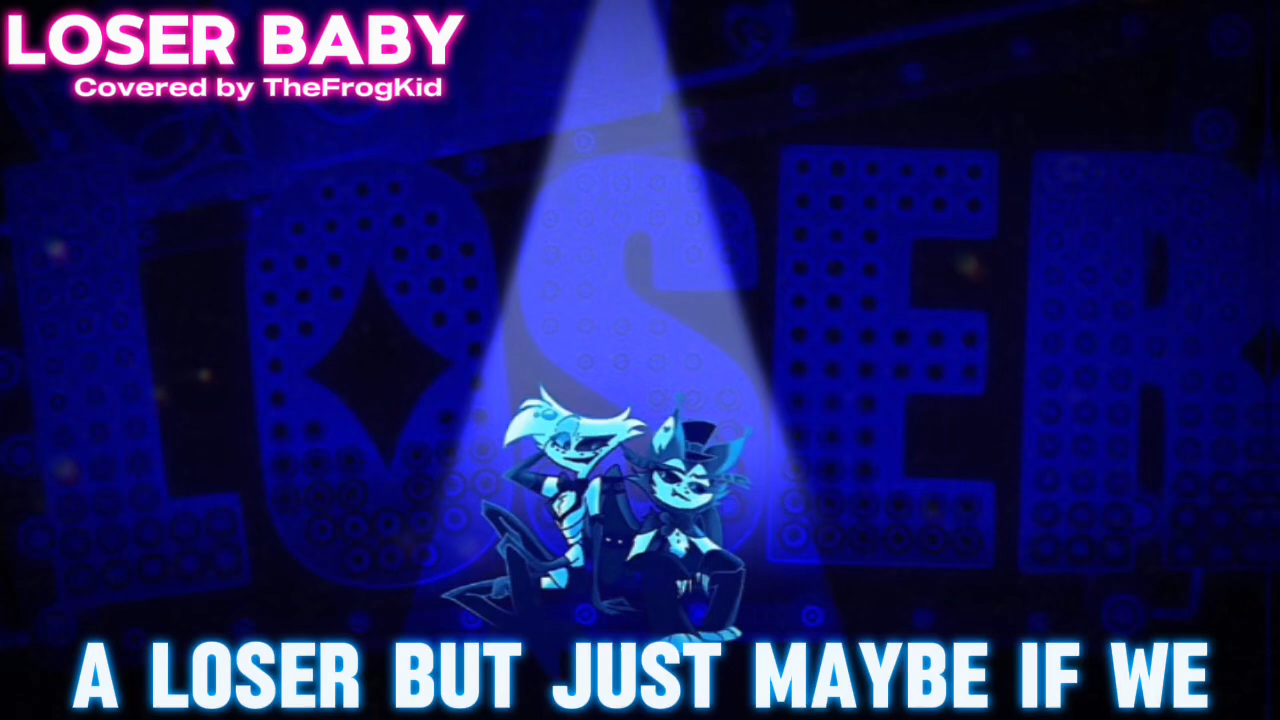 LOSER BABY
Covered by TheFrogKid
LOSER
A LOSER BUT JUST MAYBE IF WE